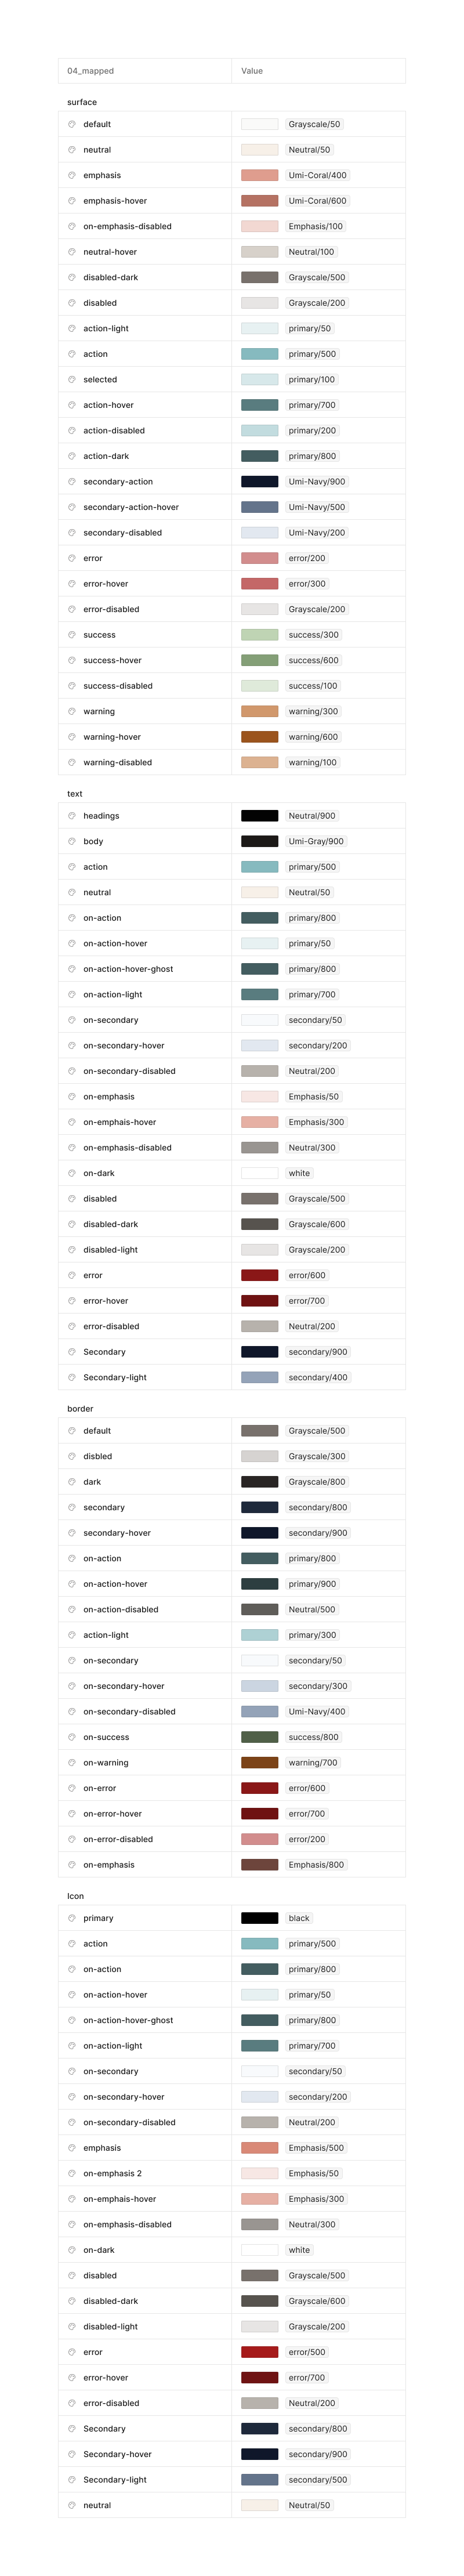 04_mapped Value
surface
default Grayscale/50
neutral Neutral/50
emphasis Umi-Coral/400
emphasis-hover Umi-Coral/600
on-emphasis-disabled Emphasis/100
neutral-hover Neutral/100
disabled-dark Grayscale/500
disabled Grayscale/200
action-light primary/50
action primary/500
selected primary/100
action-hover primary/700
action-disabled primary/200
action-dark primary/800
secondary-action Umi-Navy/900
secondary-action-hover Umi-Navy/500
secondary-disabled Umi-Navy/200
error error/200
error-hover error/300
error-disabled Grayscale/200
success success/300
success-hover success/600
success-disabled success/100
warning warning/300
warning-hover warning/600
warning-disabled warning/100
text
headings Neutral/900
body Umi-Gray/900
action primary/500
neutral Neutral/50
on-action primary/800
on-action-hover primary/50
on-action-hover-ghost primary/800
on-action-light primary/700
on-secondary secondary/50
on-secondary-hover secondary/200
on-secondary-disabled Neutral/200
on-emphasis Emphasis/50
on-emphais-hover Emphasis/300
on-emphasis-disabled Neutral/300
on-dark white
disabled Grayscale/500
disabled-dark Grayscale/600
disabled-light Grayscale/200
error error/600
error-hover error/700
error-disabled Neutral/200
Secondary secondary/900
Secondary-light secondary/400
border
default Grayscale/500
disbled Grayscale/300
dark Grayscale/800
secondary secondary/800
secondary-hover secondary/900
on-action primary/800
on-action-hover primary/900
on-action-disabled Neutral/500
action-light primary/300
on-secondary secondary/50
on-secondary-hover secondary/300
on-secondary-disabled Umi-Navy/400
on-success success/800
on-warning warning/700
on-error error/600
on-error-hover error/700
on-error-disabled error/200
on-emphasis Emphasis/800
Icon
primary black
action primary/500
on-action primary/800
on-action-hover primary/50
on-action-hover-ghost primary/800
on-action-light primary/700
on-secondary secondary/50
on-secondary-hover secondary/200
on-secondary-disabled Neutral/200
emphasis Emphasis/500
on-emphasis 2 Emphasis/50
on-emphais-hover Emphasis/300
on-emphasis-disabled Neutral/300
on-dark white
disabled Grayscale/500
disabled-dark Grayscale/600
disabled-light Grayscale/200
error error/500
error-hover error/700
error-disabled Neutral/200
Secondary secondary/800
Secondary-hover secondary/900
Secondary-light secondary/500
neutral Neutral/50